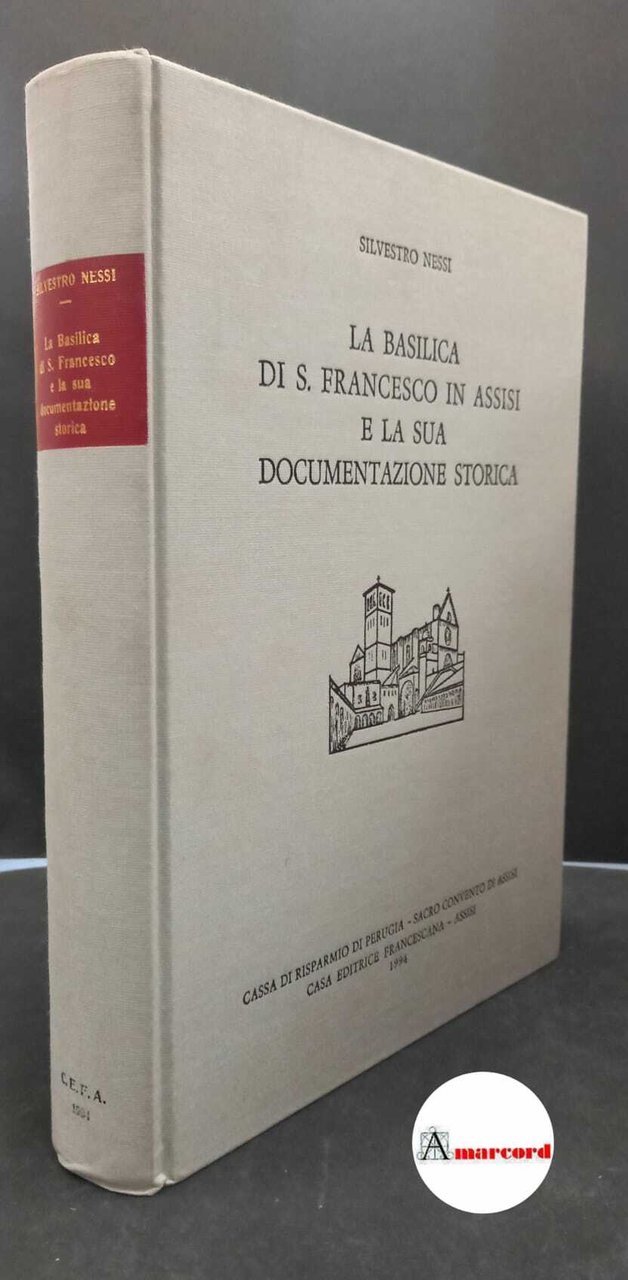 SILVESTRO NESSI
La Basilica
di S. Francesco
e la sua
documentazione
storica
C.E.F.A.
1994
SILVESTRO NESSI
LA BASILICA
DI S. FRANCESCO IN ASSISI
E LA SUA
DOCUMENTAZIONE STORICA
CASSA DI RISPARMIO DI PERUGIA - SACRO CONVENTO DI ASSISI
CASA EDITRICE FRANCESCANA - ASSISI
1994
Amarcord